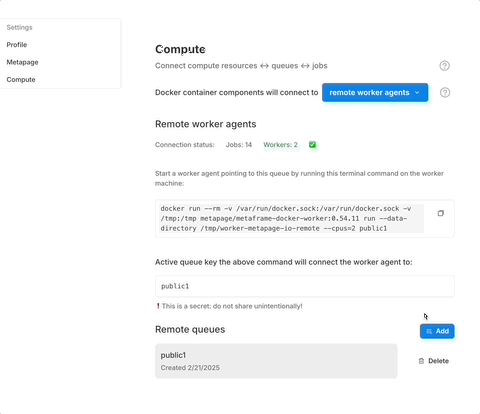 Settings
Profile
Metapage
Compute
Compute
Connect compute resources ↔ queues ↔ jobs
Docker container components will connect to remote worker agents
Remote worker agents
Connection status: Jobs: 14 Workers: 2 ✅
Start a worker agent pointing to this queue by running this terminal command on the worker
machine:
docker run --rm -v /var/run/docker.sock:/var/run/docker.sock -v
/tmp:/tmp metapage/metaframe-docker-worker:0.54.11 run --data-
directory /tmp/worker-metapage-io-remote --cpus=2 public1
Active queue key the above command will connect the worker agent to:
public1
❗This is a secret: do not share unintentionally!
Remote queues
Add
public1
Created 2/21/2025
Delete